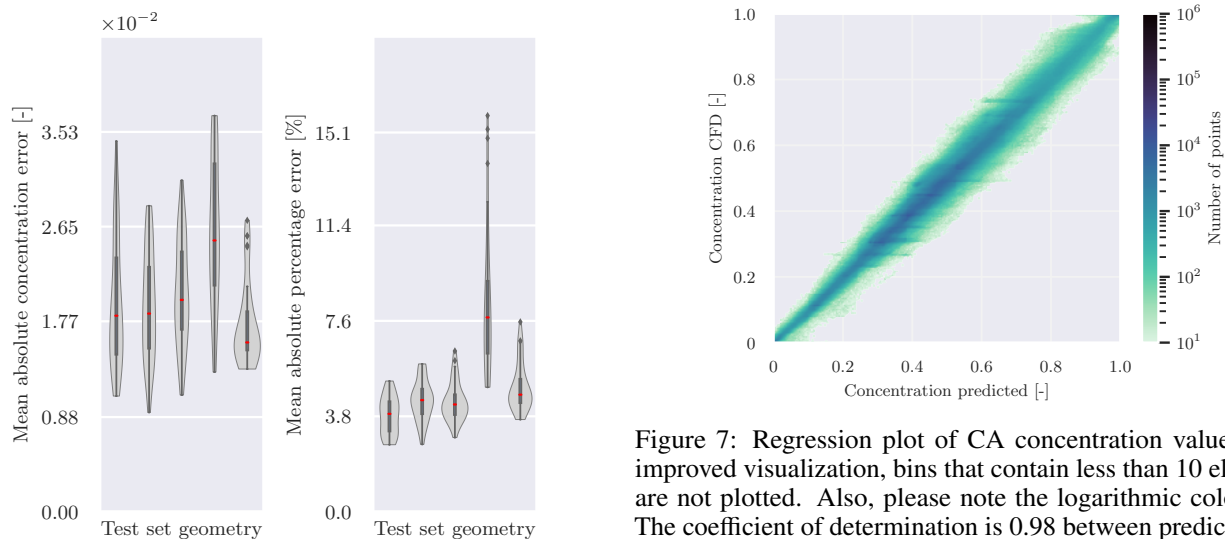 ×10⁻²
Mean absolute concentration error [-]
3.53
2.65
1.77
0.88
0.00
Test set geometry
Mean absolute percentage error [%]
15.1
11.4
7.6
3.8
0.0
Test set geometry
Concentration CFD [-]
1.0
0.8
0.6
0.4
0.2
0
0 0.2 0.4 0.6 0.8 1.0
Concentration predicted [-]
10⁶
10⁵
10⁴
10³
10²
10¹
Number of points
Figure 7: Regression plot of CA concentration value
improved visualization, bins that contain less than 10 el
are not plotted. Also, please note the logarithmic colo
The coefficient of determination is 0.98 between predic